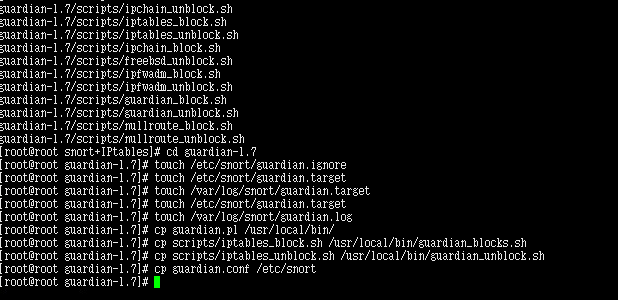 guardian-1.7/scripts/ipchain_unblock.sh
guardian-1.7/scripts/iptables_block.sh
guardian-1.7/scripts/iptables_unblock.sh
guardian-1.7/scripts/ipchain_block.sh
guardian-1.7/scripts/freebsd_unblock.sh
guardian-1.7/scripts/ipfwadm_block.sh
guardian-1.7/scripts/ipfwadm_unblock.sh
guardian-1.7/scripts/guardian_block.sh
guardian-1.7/scripts/guardian_unblock.sh
guardian-1.7/scripts/nullroute_block.sh
guardian-1.7/scripts/nullroute_unblock.sh
[root@root snort+IPtables]# cd guardian-1.7
[root@root guardian-1.7]# touch /etc/snort/guardian.ignore
[root@root guardian-1.7]# touch /etc/snort/guardian.target
[root@root guardian-1.7]# touch /var/log/snort/guardian.target
[root@root guardian-1.7]# touch /etc/snort/guardian.target
[root@root guardian-1.7]# touch /var/log/snort/guardian.log
[root@root guardian-1.7]# cp guardian.pl /usr/local/bin/
[root@root guardian-1.7]# cp scripts/iptables_block.sh /usr/local/bin/guardian_blocks.sh
[root@root guardian-1.7]# cp scripts/iptables_unblock.sh /usr/local/bin/guardian_unblock.sh
[root@root guardian-1.7]# cp guardian.conf /etc/snort
[root@root guardian-1.7]#